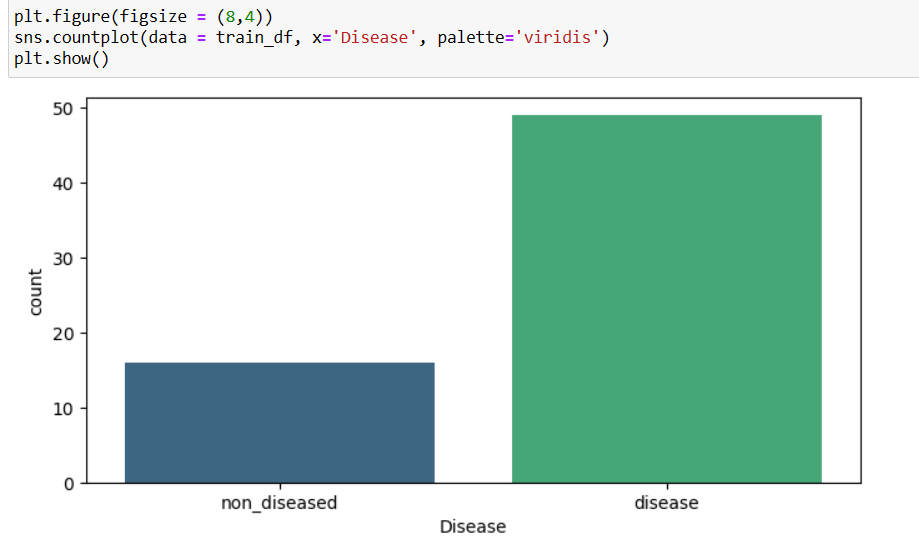 plt.figure(figsize = (8,4))
sns.countplot(data = train_df, x='Disease', palette='viridis')
plt.show()
50
40
30
20
10
0
count
non_diseased disease
Disease